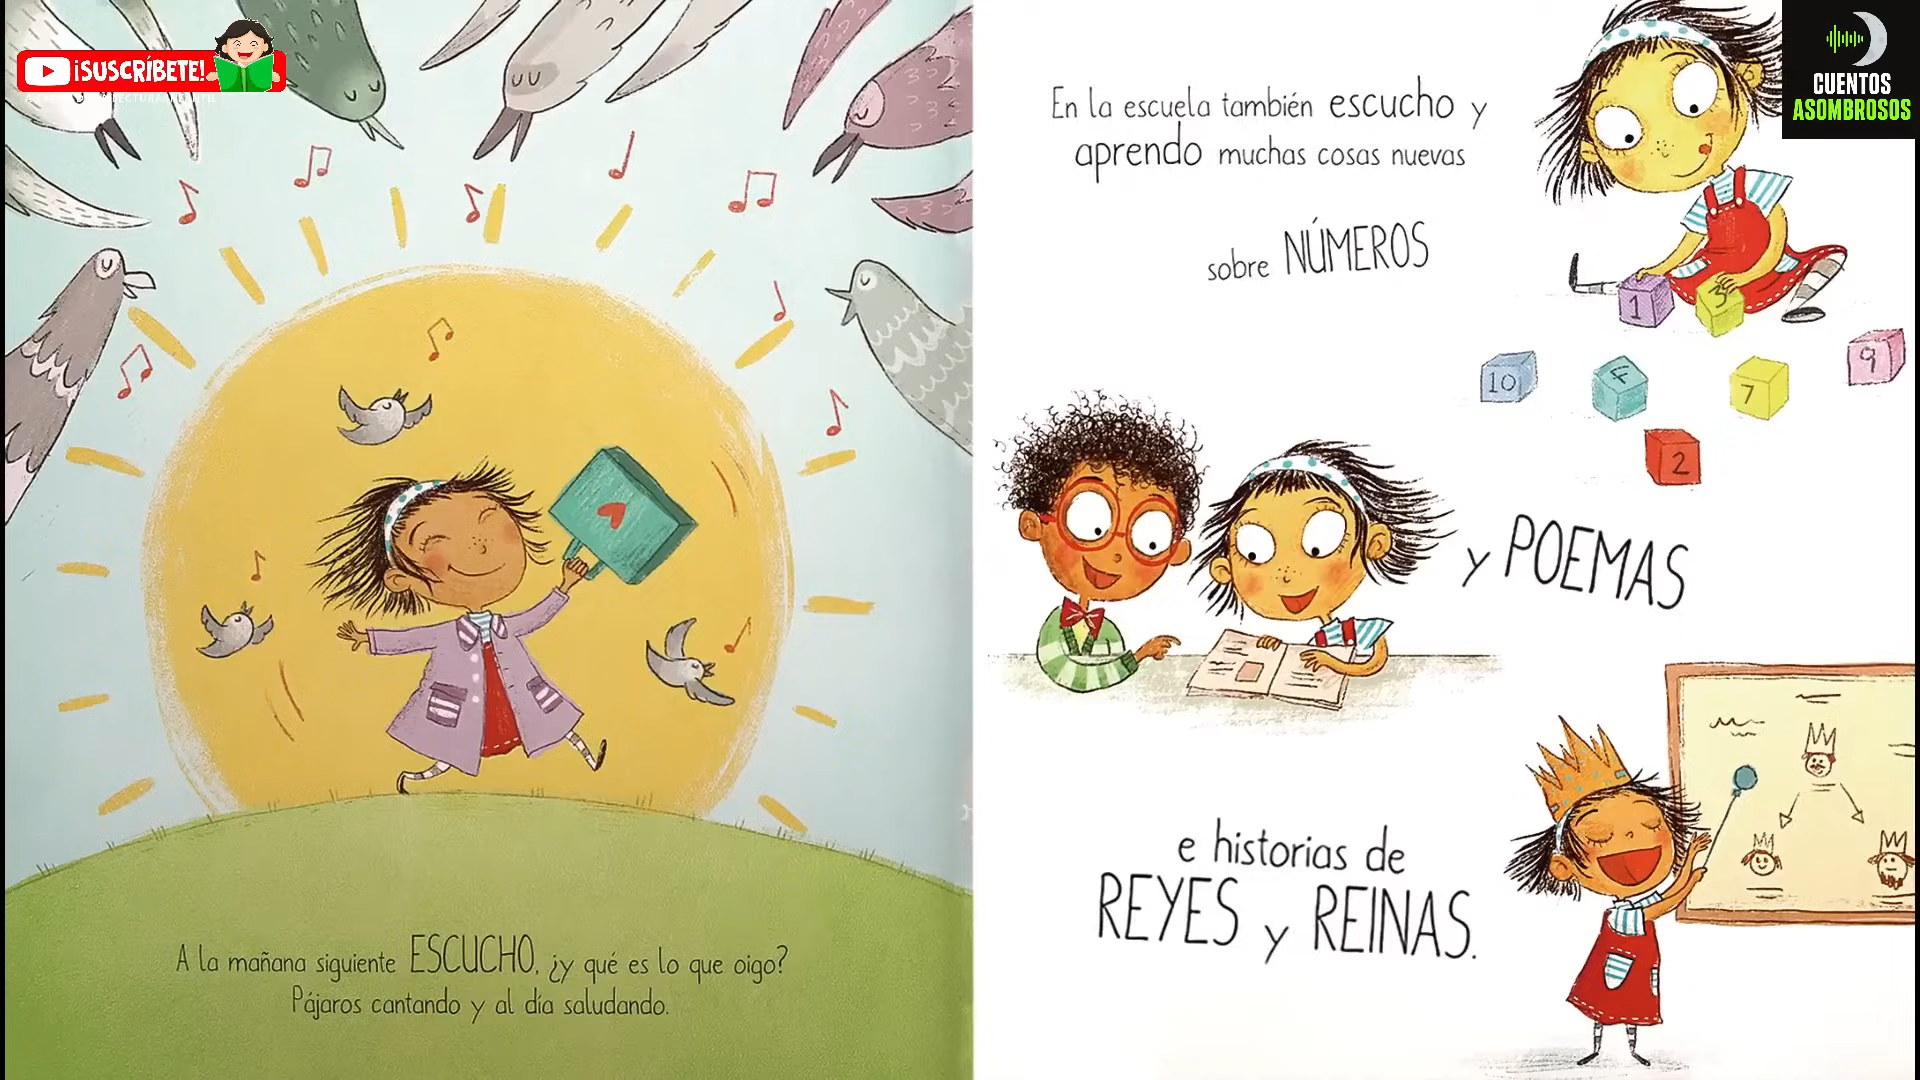 ¡SUSCRÍBETE!
A la mañana siguiente ESCUCHO, ¿y qué es lo que oigo?
Pájaros cantando y al día saludando.
En la escuela también escucho y
aprendo muchas cosas nuevas
sobre NÚMEROS
1
3
10
4
7
9
2
y POEMAS
e historias de
REYES y REINAS.
CUENTOS
ASOMBROSOS